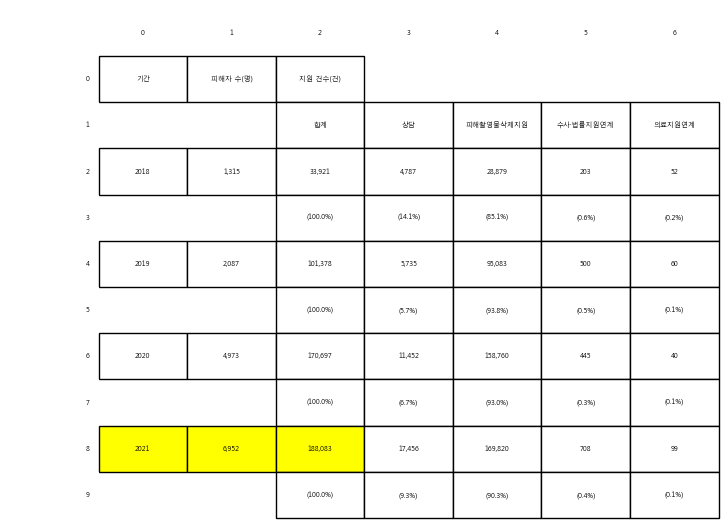 0 1 2 3 4 5 6
0 기간 피해자 수(명) 지원 건수(건)
1 합계 상담 피해촬영물삭제지원 수사·법률지원연계 의료지원연계
2 2018 1,315 33,921 4,787 28,879 203 52
3 (100.0%) (14.1%) (85.1%) (0.6%) (0.2%)
4 2019 2,087 101,378 5,735 95,083 500 60
5 (100.0%) (5.7%) (93.8%) (0.5%) (0.1%)
6 2020 4,973 170,697 11,452 158,760 445 40
7 (100.0%) (6.7%) (93.0%) (0.3%) (0.1%)
8 2021 6,952 188,083 17,456 169,820 708 99
9 (100.0%) (9.3%) (90.3%) (0.4%) (0.1%)